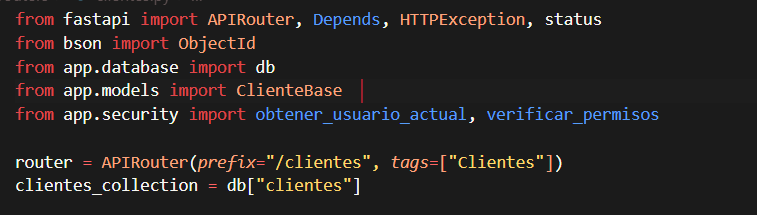 from fastapi import APIRouter, Depends, HTTPException, status
from bson import ObjectId
from app.database import db
from app.models import ClienteBase
from app.security import obtener_usuario_actual, verificar_permisos
router = APIRouter(prefix="/clientes", tags=["Clientes"])
clientes_collection = db["clientes"]